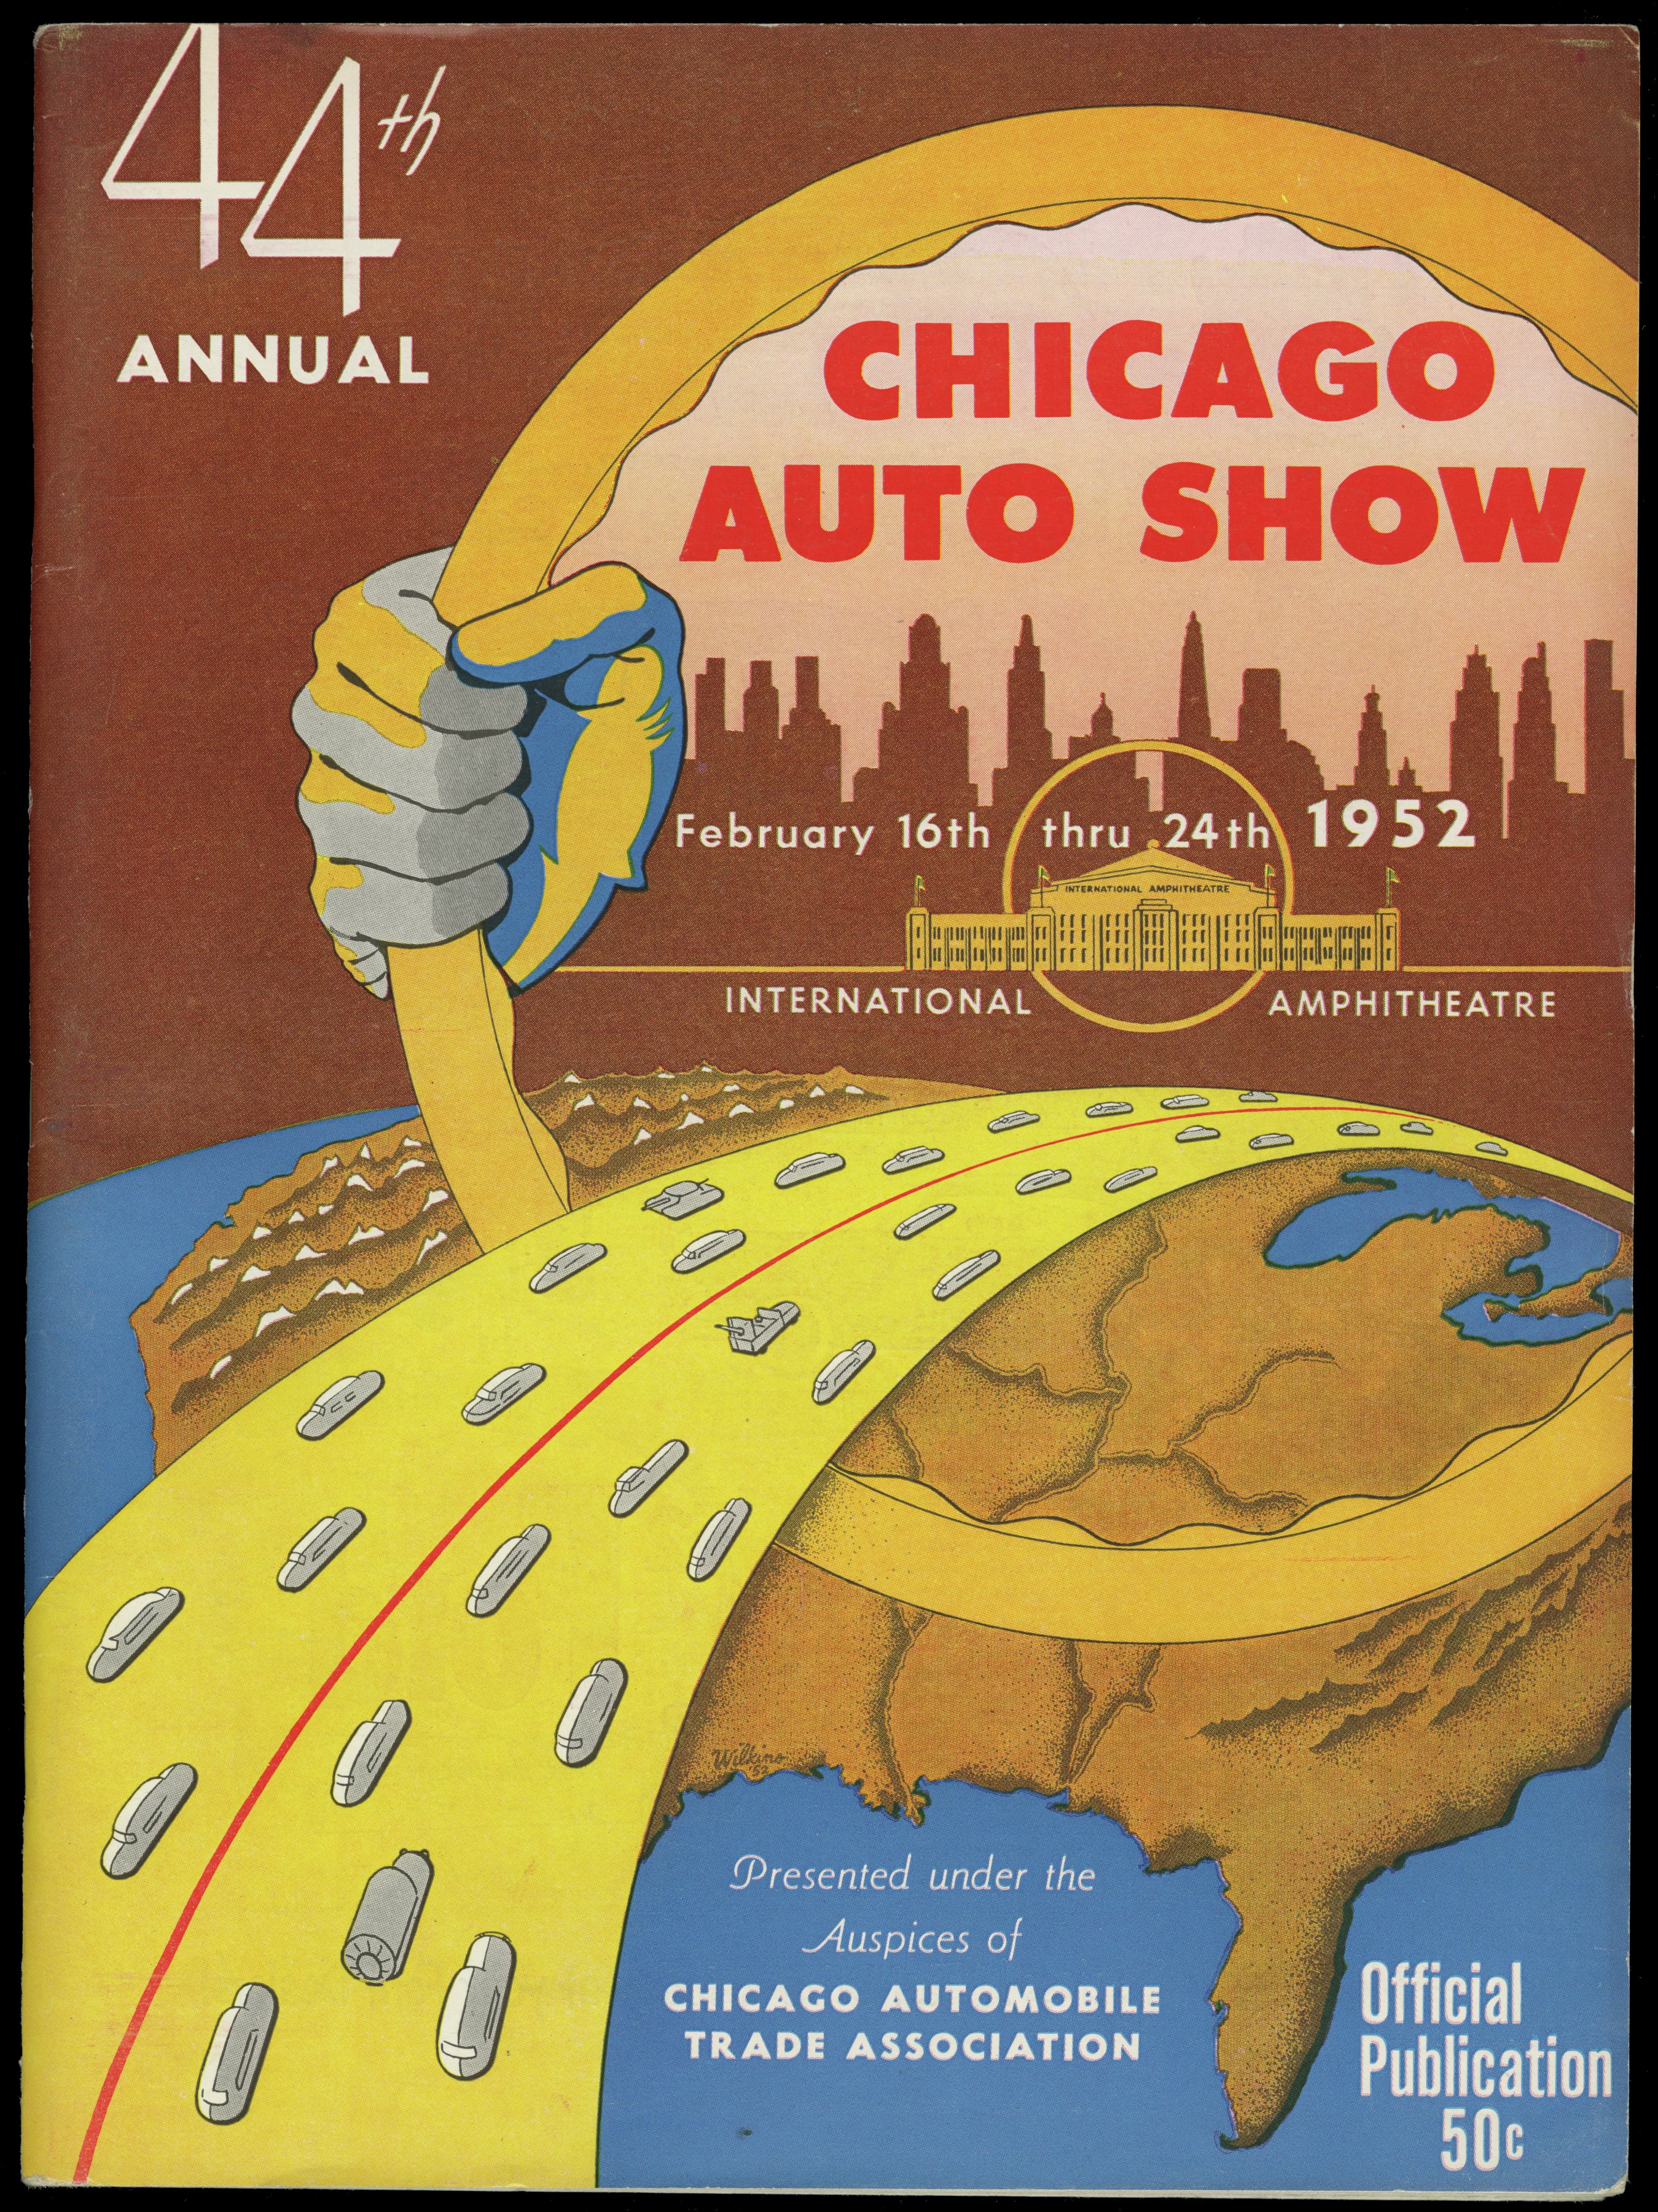 44th
ANNUAL
CHICAGO
AUTO SHOW
February 16th thru 24th 1952
INTERNATIONAL AMPHITHEATRE
INTERNATIONAL AMPHITHEATRE
Wilkins
52
Presented under the
Auspices of
CHICAGO AUTOMOBILE
TRADE ASSOCIATION
Official
Publication
50c